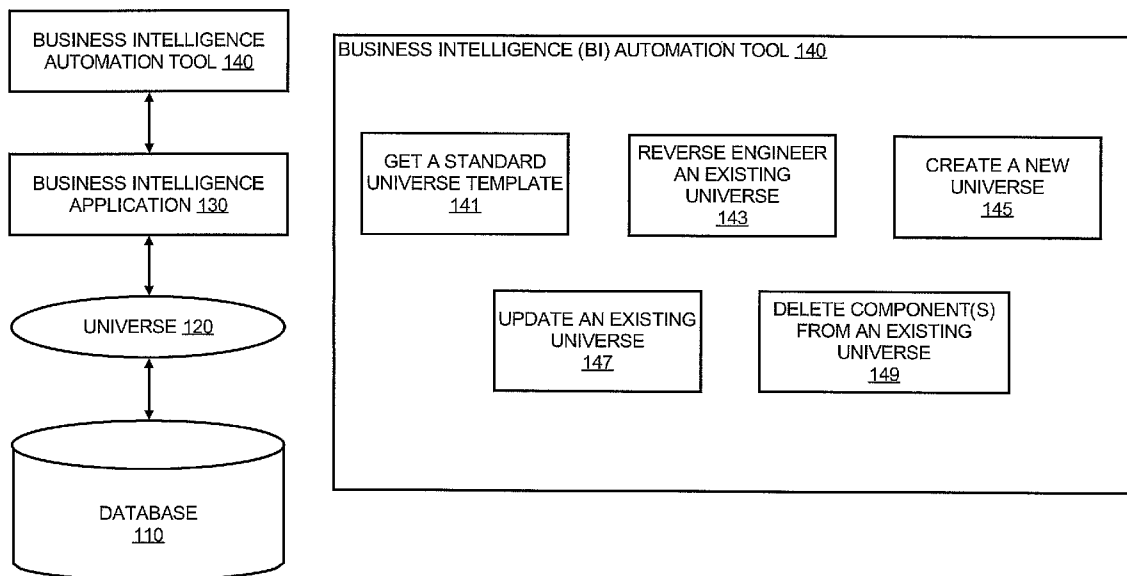 BUSINESS INTELLIGENCE
AUTOMATION TOOL 140
BUSINESS INTELLIGENCE
APPLICATION 130
UNIVERSE 120
DATABASE
110
BUSINESS INTELLIGENCE (BI) AUTOMATION TOOL 140
GET A STANDARD
UNIVERSE TEMPLATE
141
REVERSE ENGINEER
AN EXISTING
UNIVERSE
143
CREATE A NEW
UNIVERSE
145
UPDATE AN EXISTING
UNIVERSE
147
DELETE COMPONENT(S)
FROM AN EXISTING
UNIVERSE
149